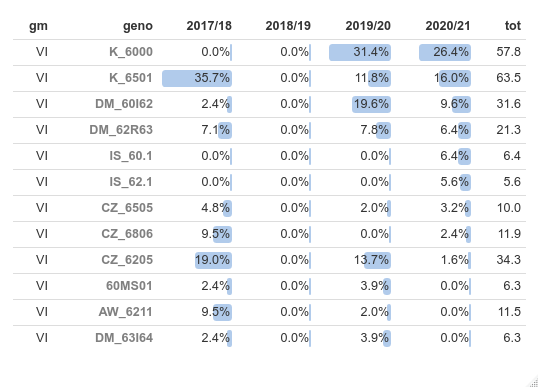 gm geno 2017/18 2018/19 2019/20 2020/21 tot
VI K_6000 0.0% 0.0% 31.4% 26.4% 57.8
VI K_6501 35.7% 0.0% 11.8% 16.0% 63.5
VI DM_60I62 2.4% 0.0% 19.6% 9.6% 31.6
VI DM_62R63 7.1% 0.0% 7.8% 6.4% 21.3
VI IS_60.1 0.0% 0.0% 0.0% 6.4% 6.4
VI IS_62.1 0.0% 0.0% 0.0% 5.6% 5.6
VI CZ_6505 4.8% 0.0% 2.0% 3.2% 10.0
VI CZ_6806 9.5% 0.0% 0.0% 2.4% 11.9
VI CZ_6205 19.0% 0.0% 13.7% 1.6% 34.3
VI 60MS01 2.4% 0.0% 3.9% 0.0% 6.3
VI AW_6211 9.5% 0.0% 2.0% 0.0% 11.5
VI DM_63I64 2.4% 0.0% 3.9% 0.0% 6.3